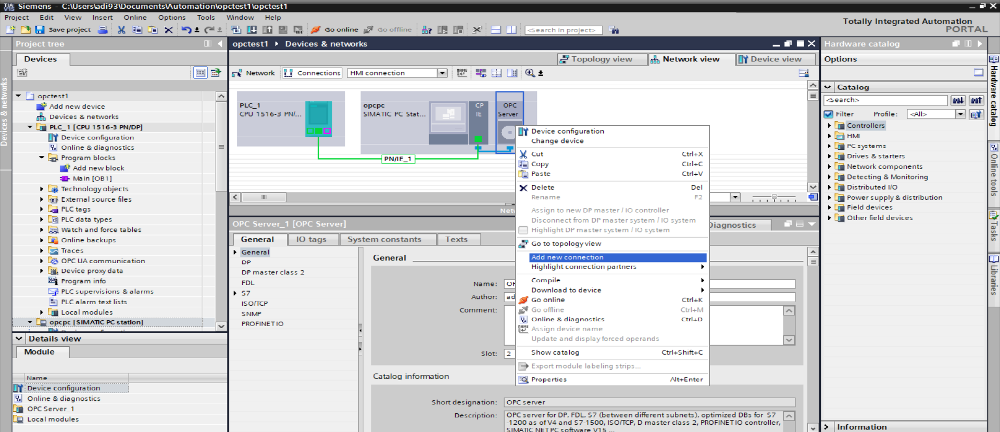 Siemens - C:\Users\adi93\Documents\Automation\opctest1\opctest1
Project Edit View Insert Online Options Tools Window Help
Totally Integrated Automation
PORTAL
Save project
Go online
Go offline
<Search in project>
Project tree
Devices
Devices & networks
opctest1
Add new device
Devices & networks
PLC_1 [CPU 1516-3 PN/DP]
Device configuration
Online & diagnostics
Program blocks
Add new block
Main [OB1]
Technology objects
External source files
PLC tags
PLC data types
Watch and force tables
Online backups
Traces
OPC UA communication
Device proxy data
Program info
PLC supervisions & alarms
PLC alarm text lists
Local modules
opcpc [SIMATIC PC station]
Details view
Module
Name
Device configuration
Online & diagnostics
OPC Server_1
Local modules
opctest1 Devices & networks
Topology view
Network view
Device view
Network
Connections
HMI connection
PLC_1
CPU 1516-3 PN/...
opcpc
SIMATIC PC Stat...
CP
IE
OPC
Server
PN/IE_1
OPC Server_1 [OPC Server]
Diagnostics
General
IO tags
System constants
Texts
General
DP
DP master class 2
FDL
S7
ISO/TCP
SNMP
PROFINET IO
General
Name:
Author:
Comment:
Slot: 2
Catalog information
Short designation: OPC server
Description: OPC server for DP, FDL, S7 (between different subnets), optimized DBs for S7
-1200 as of V4 and S7-1500, ISO/TCP, D master class 2, PROFINET IO controller,
SIMATIC NET PC software V15 ...
Device configuration
Change device
Cut Ctrl+X
Copy Ctrl+C
Paste Ctrl+V
Delete Del
Rename F2
Assign to new DP master / IO controller
Disconnect from DP master system / IO system
Highlight DP master system / IO system
Go to topology view
Add new connection
Highlight connection partners
Compile
Download to device
Go online Ctrl+K
Go offline Ctrl+M
Online & diagnostics Ctrl+D
Assign device name
Update and display forced operands
Show catalog Ctrl+Shift+C
Export module labeling strips...
Properties Alt+Enter
Hardware catalog
Options
Catalog
<Search>
Filter Profile: <All>
Controllers
HMI
PC systems
Drives & starters
Network components
Detecting & Monitoring
Distributed I/O
Power supply & distribution
Field devices
Other field devices
Information
Hardware catalog
Online tools
Tasks
Libraries